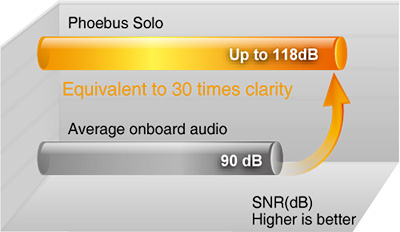 Phoebus Solo
Up to 118dB
Equivalent to 30 times clarity
Average onboard audio
90 dB
SNR(dB)
Higher is better